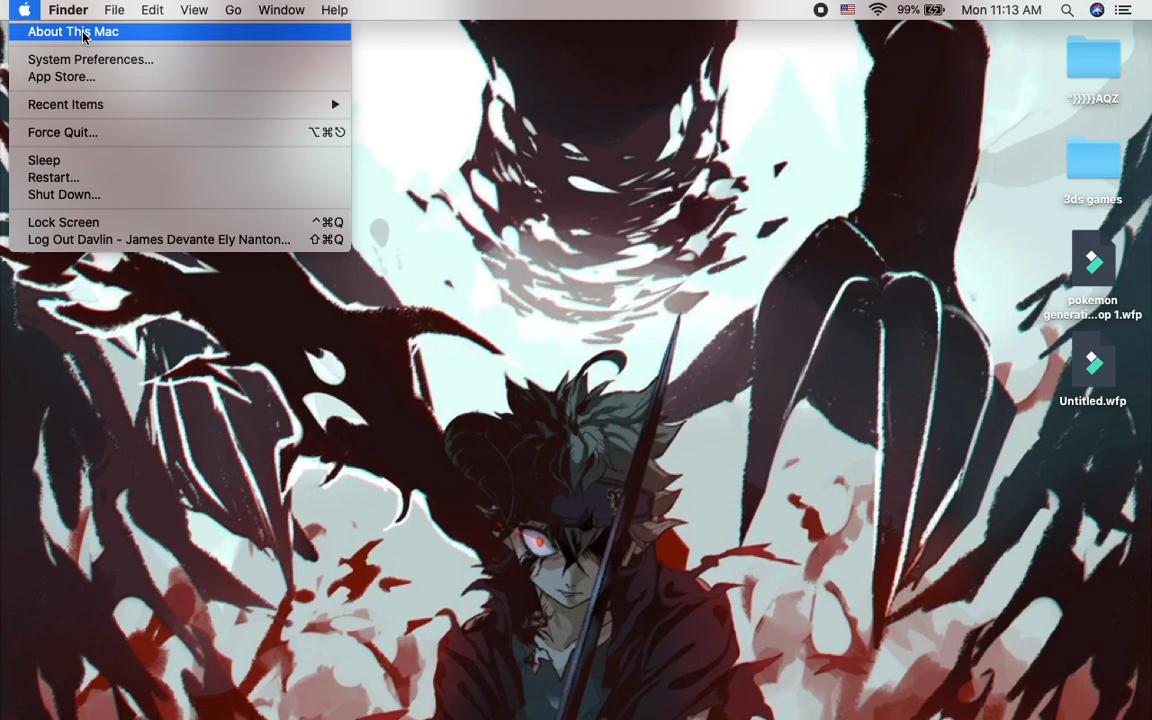 Finder File Edit View Go Window Help 99% Mon 11:13 AM
About This Mac
System Preferences...
App Store...
Recent Items
Force Quit... ⌥⌘⎋
Sleep
Restart...
Shut Down...
Lock Screen ^⌘Q
Log Out Davlin - James Devante Ely Nanton... ⇧⌘Q
"}}}}}AQZ
3ds games
pokemon
generati...op 1.wfp
Untitled.wfp